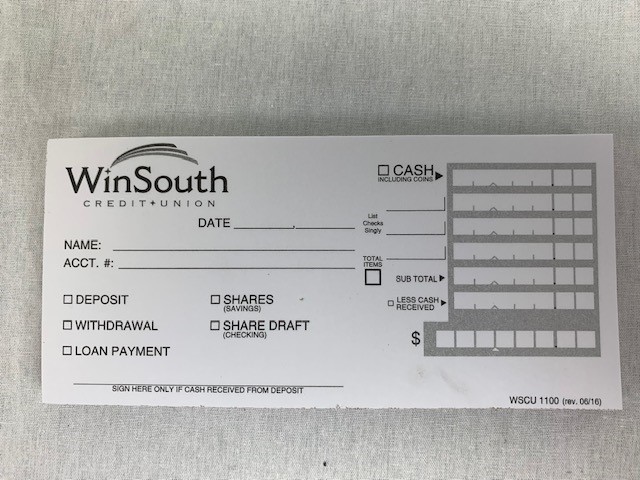 WinSouth
CREDIT UNION
DATE ____________,____________
NAME:
ACCT. #:
DEPOSIT
WITHDRAWAL
LOAN PAYMENT
SHARES
(SAVINGS)
SHARE DRAFT
(CHECKING)
SIGN HERE ONLY IF CASH RECEIVED FROM DEPOSIT
CASH
INCLUDING COINS
List
Checks
Singly
TOTAL
ITEMS
SUB TOTAL
LESS CASH
RECEIVED
$
WSCU 1100 (rev. 06/16)